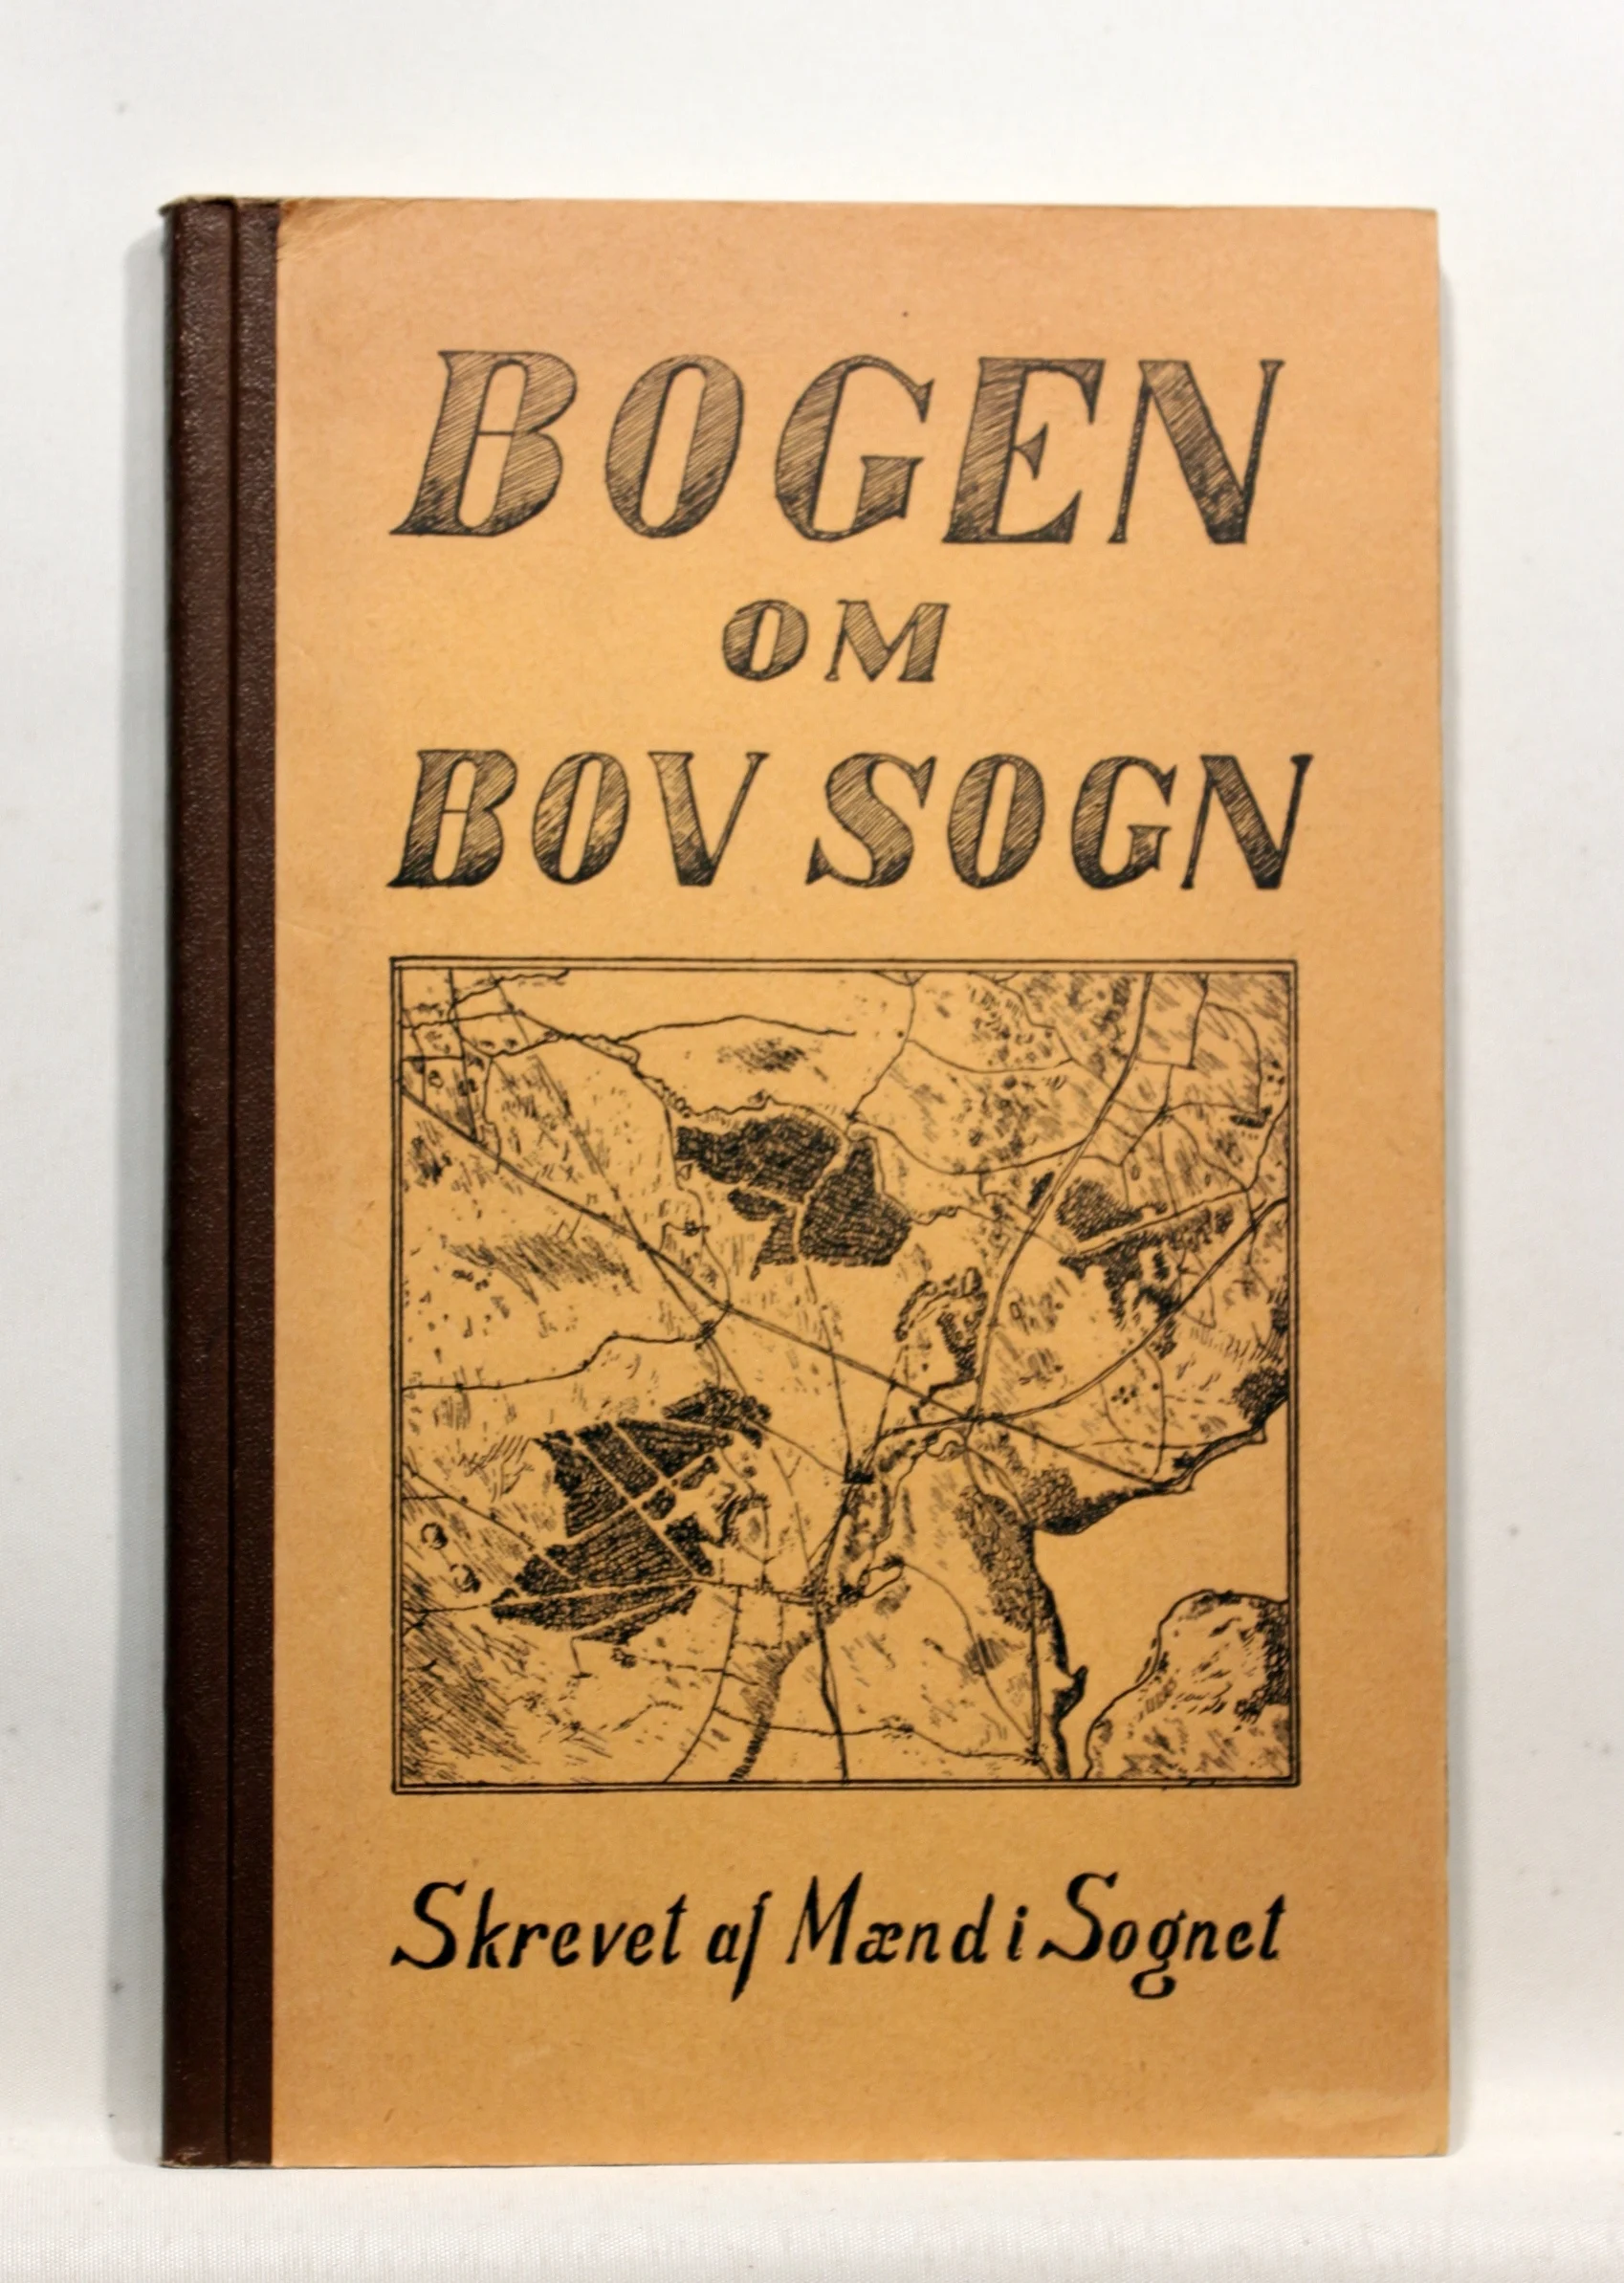 BOGEN
OM
BOV SOGN
Skrevet af Mænd i Sognet